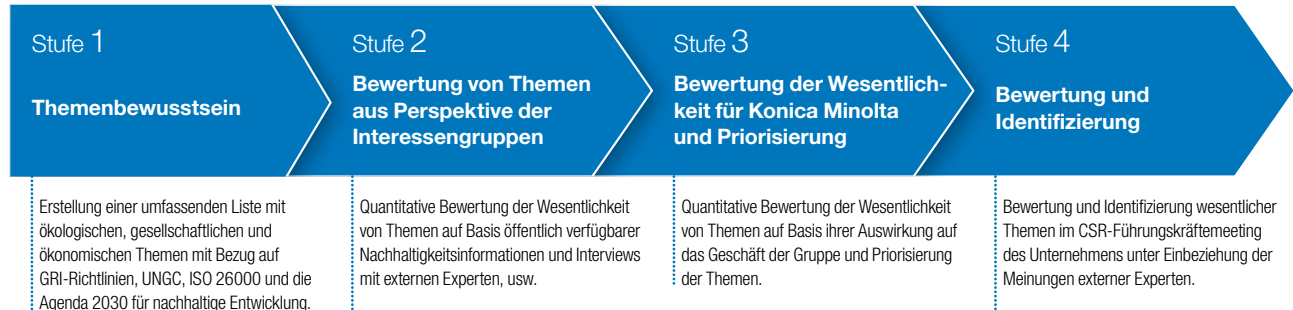 Stufe 1
Themenbewusstsein
Erstellung einer umfassenden Liste mit
ökologischen, gesellschaftlichen und
ökonomischen Themen mit Bezug auf
GRI-Richtlinien, UNGC, ISO 26000 und die
Agenda 2030 für nachhaltige Entwicklung.
Stufe 2
Bewertung von Themen
aus Perspektive der
Interessengruppen
Quantitative Bewertung der Wesentlichkeit
von Themen auf Basis öffentlich verfügbarer
Nachhaltigkeitsinformationen und Interviews
mit externen Experten, usw.
Stufe 3
Bewertung der Wesentlich-
keit für Konica Minolta
und Priorisierung
Quantitative Bewertung der Wesentlichkeit
von Themen auf Basis ihrer Auswirkung auf
das Geschäft der Gruppe und Priorisierung
der Themen.
Stufe 4
Bewertung und
Identifizierung
Bewertung und Identifizierung wesentlicher
Themen im CSR-Führungskräftemeeting
des Unternehmens unter Einbeziehung der
Meinungen externer Experten.